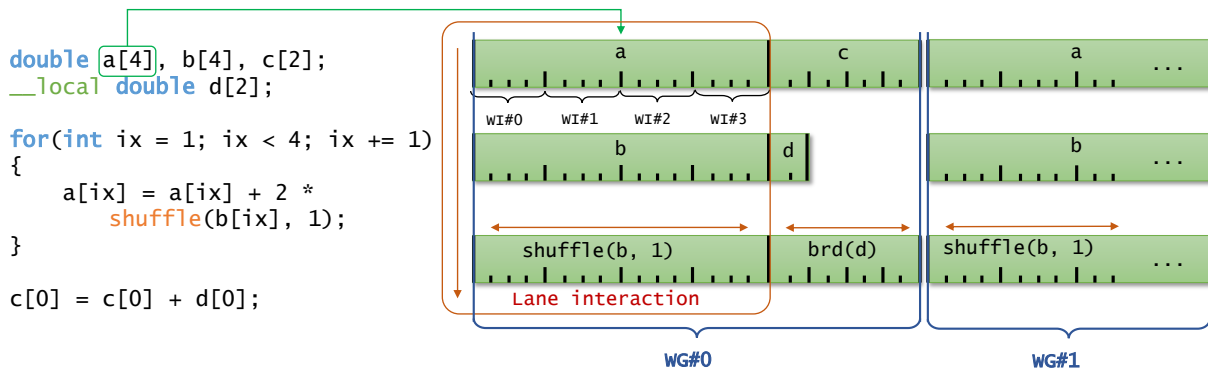 double a[4], b[4], c[2];
__local double d[2];
for(int ix = 1; ix < 4; ix += 1)
{
a[ix] = a[ix] + 2 *
shuffle(b[ix], 1);
}
c[0] = c[0] + d[0];
a c a ...
WI#0 WI#1 WI#2 WI#3
b d b ...
shuffle(b, 1) brd(d) shuffle(b, 1) ...
Lane interaction
WG#0 WG#1